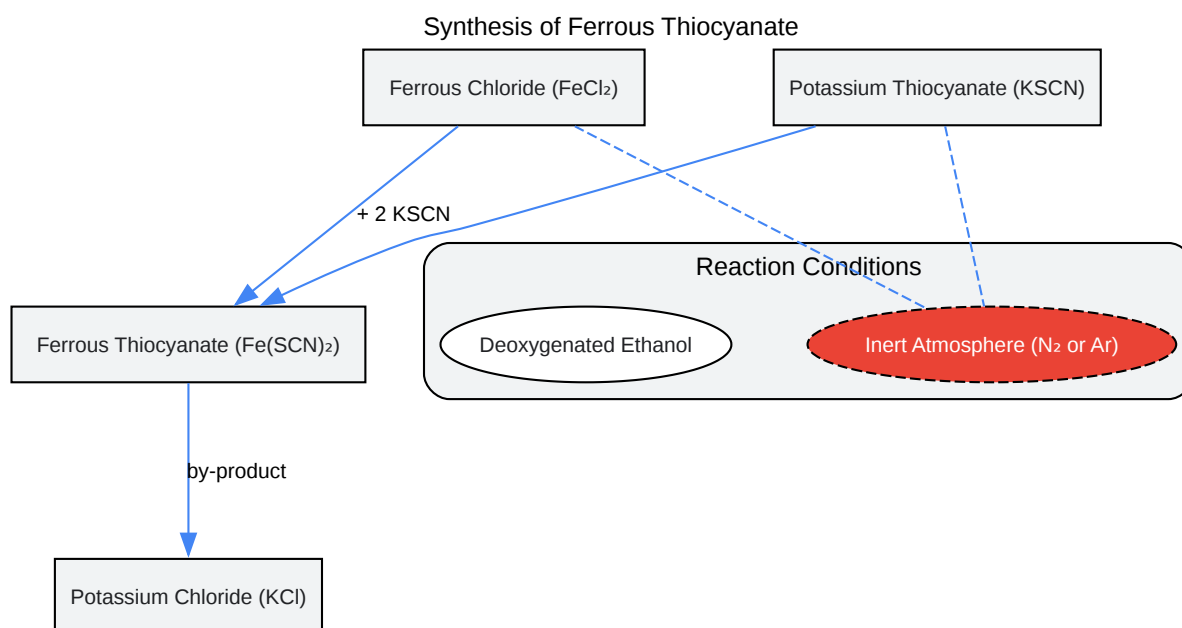 Synthesis of Ferrous Thiocyanate
Ferrous Chloride (FeCl₂)
Potassium Thiocyanate (KSCN)
+ 2 KSCN
Reaction Conditions
Ferrous Thiocyanate (Fe(SCN)₂)
Deoxygenated Ethanol
Inert Atmosphere (N₂ or Ar)
by-product
Potassium Chloride (KCl)